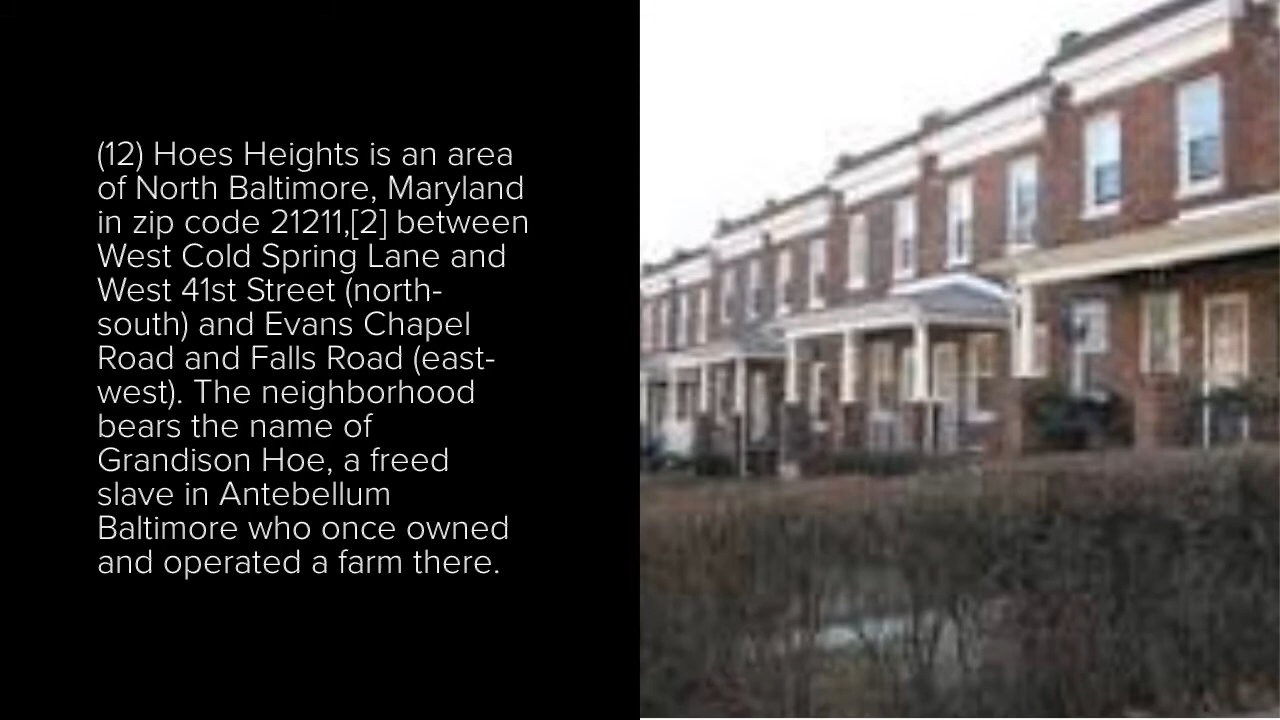 (12) Hoes Heights is an area
of North Baltimore, Maryland
in zip code 21211,[2] between
West Cold Spring Lane and
West 41st Street (north-
south) and Evans Chapel
Road and Falls Road (east-
west). The neighborhood
bears the name of
Grandison Hoe, a freed
slave in Antebellum
Baltimore who once owned
and operated a farm there.